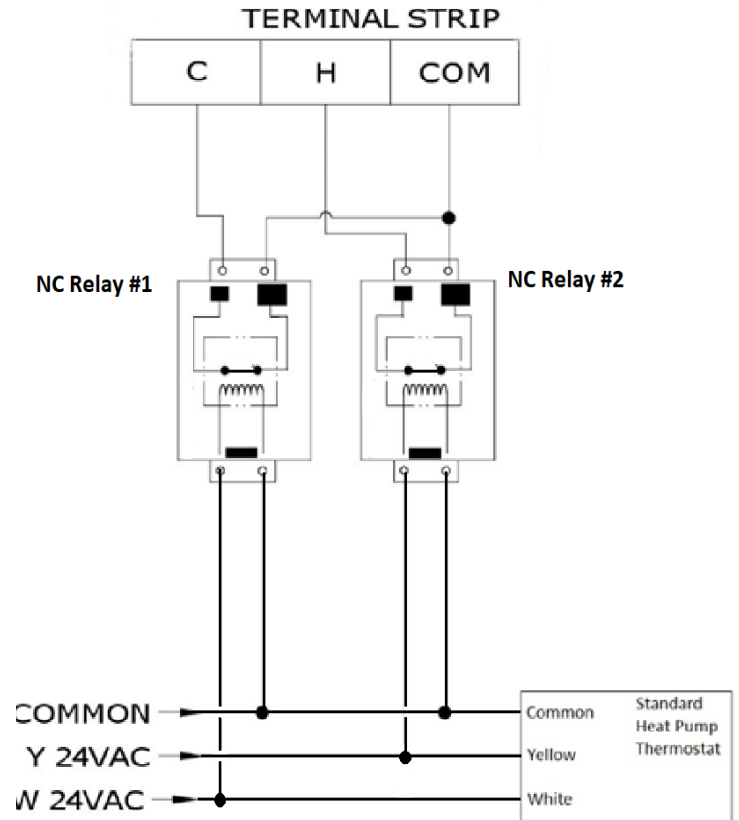 TERMINAL STRIP
C
H
COM
NC Relay #1
NC Relay #2
COMMON
Y 24VAC
W 24VAC
Common
Yellow
White
Standard
Heat Pump
Thermostat